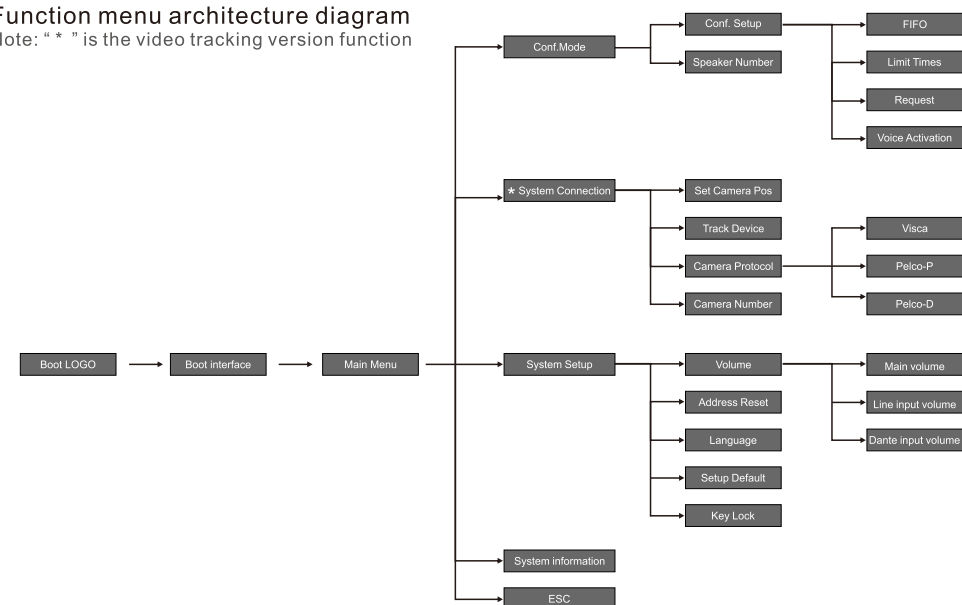 Function menu architecture diagram
Note: “ * ” is the video tracking version function
Conf.Mode
Conf. Setup
Speaker Number
FIFO
Limit Times
Request
Voice Activation
* System Connection
Set Camera Pos
Track Device
Camera Protocol
Camera Number
Visca
Pelco-P
Pelco-D
Boot LOGO
Boot interface
Main Menu
System Setup
Volume
Address Reset
Language
Setup Default
Key Lock
Main volume
Line input volume
Dante input volume
System information
ESC